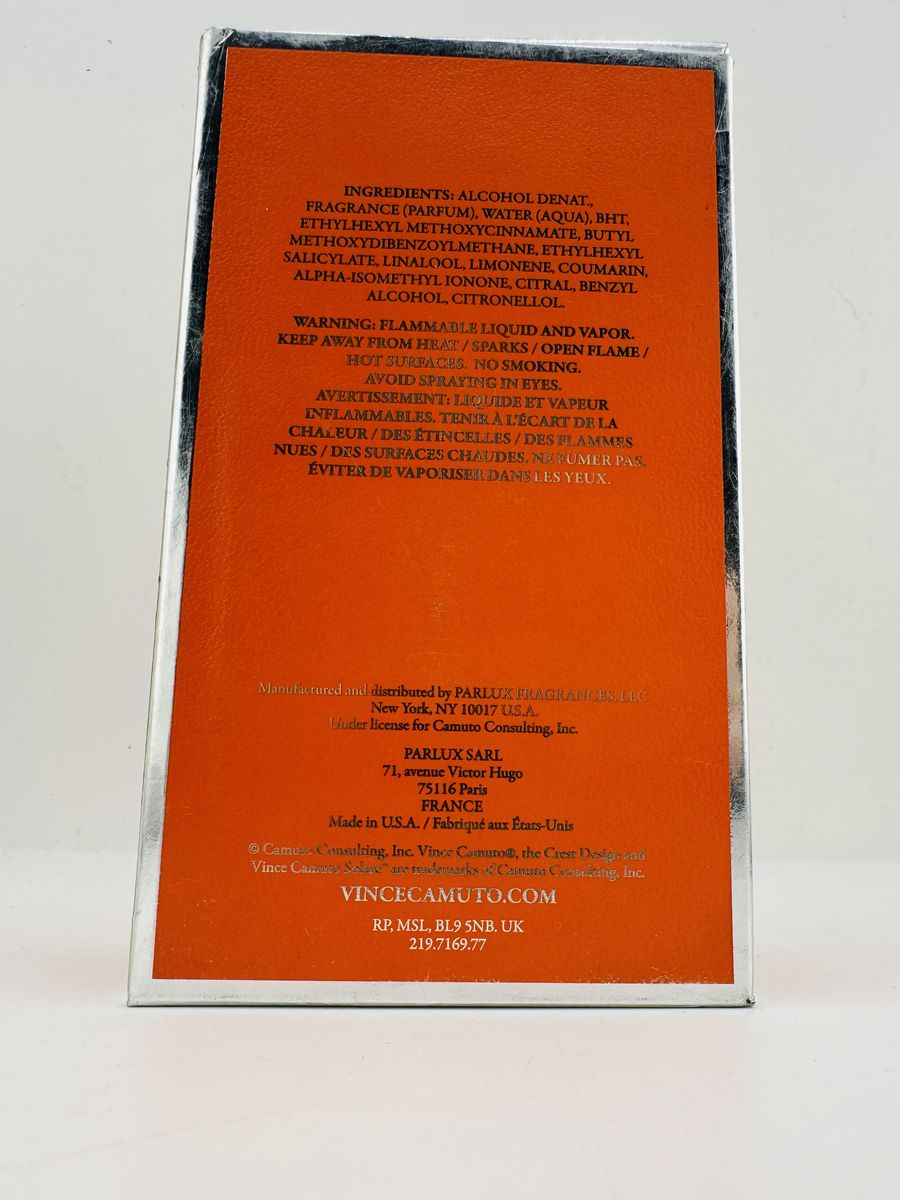 INGREDIENTS: ALCOHOL DENAT.,
FRAGRANCE (PARFUM), WATER (AQUA), BHT,
ETHYLHEXYL METHOXYCINNAMATE, BUTYL
METHOXYDIBENZOYLMETHANE, ETHYLHEXYL
SALICYLATE, LINALOOL, LIMONENE, COUMARIN,
ALPHA-ISOMETHYL IONONE, CITRAL, BENZYL
ALCOHOL, CITRONELLOL.
WARNING: FLAMMABLE LIQUID AND VAPOR.
KEEP AWAY FROM HEAT / SPARKS / OPEN FLAME /
HOT SURFACES. NO SMOKING.
AVOID SPRAYING IN EYES.
AVERTISSEMENT: LIQUIDE ET VAPEUR
INFLAMMABLES. TENIR À L'ÉCART DE LA
CHALEUR / DES ÉTINCELLES / DES FLAMMES
NUES / DES SURFACES CHAUDES. NE FUMER PAS.
ÉVITER DE VAPORISER DANS LES YEUX.
Manufactured and distributed by PARLUX FRAGRANCES, LLC
New York, NY 10017 U.S.A.
Under license for Camuto Consulting, Inc.
PARLUX SARL
71, avenue Victor Hugo
75116 Paris
FRANCE
Made in U.S.A. / Fabriqué aux États-Unis
© Camuto Consulting, Inc. Vince Camuto®, the Crest Design and
Vince Camuto Solare™ are trademarks of Camuto Consulting, Inc.
VINCECAMUTO.COM
RP, MSL, BL9 5NB. UK
219.7169.77